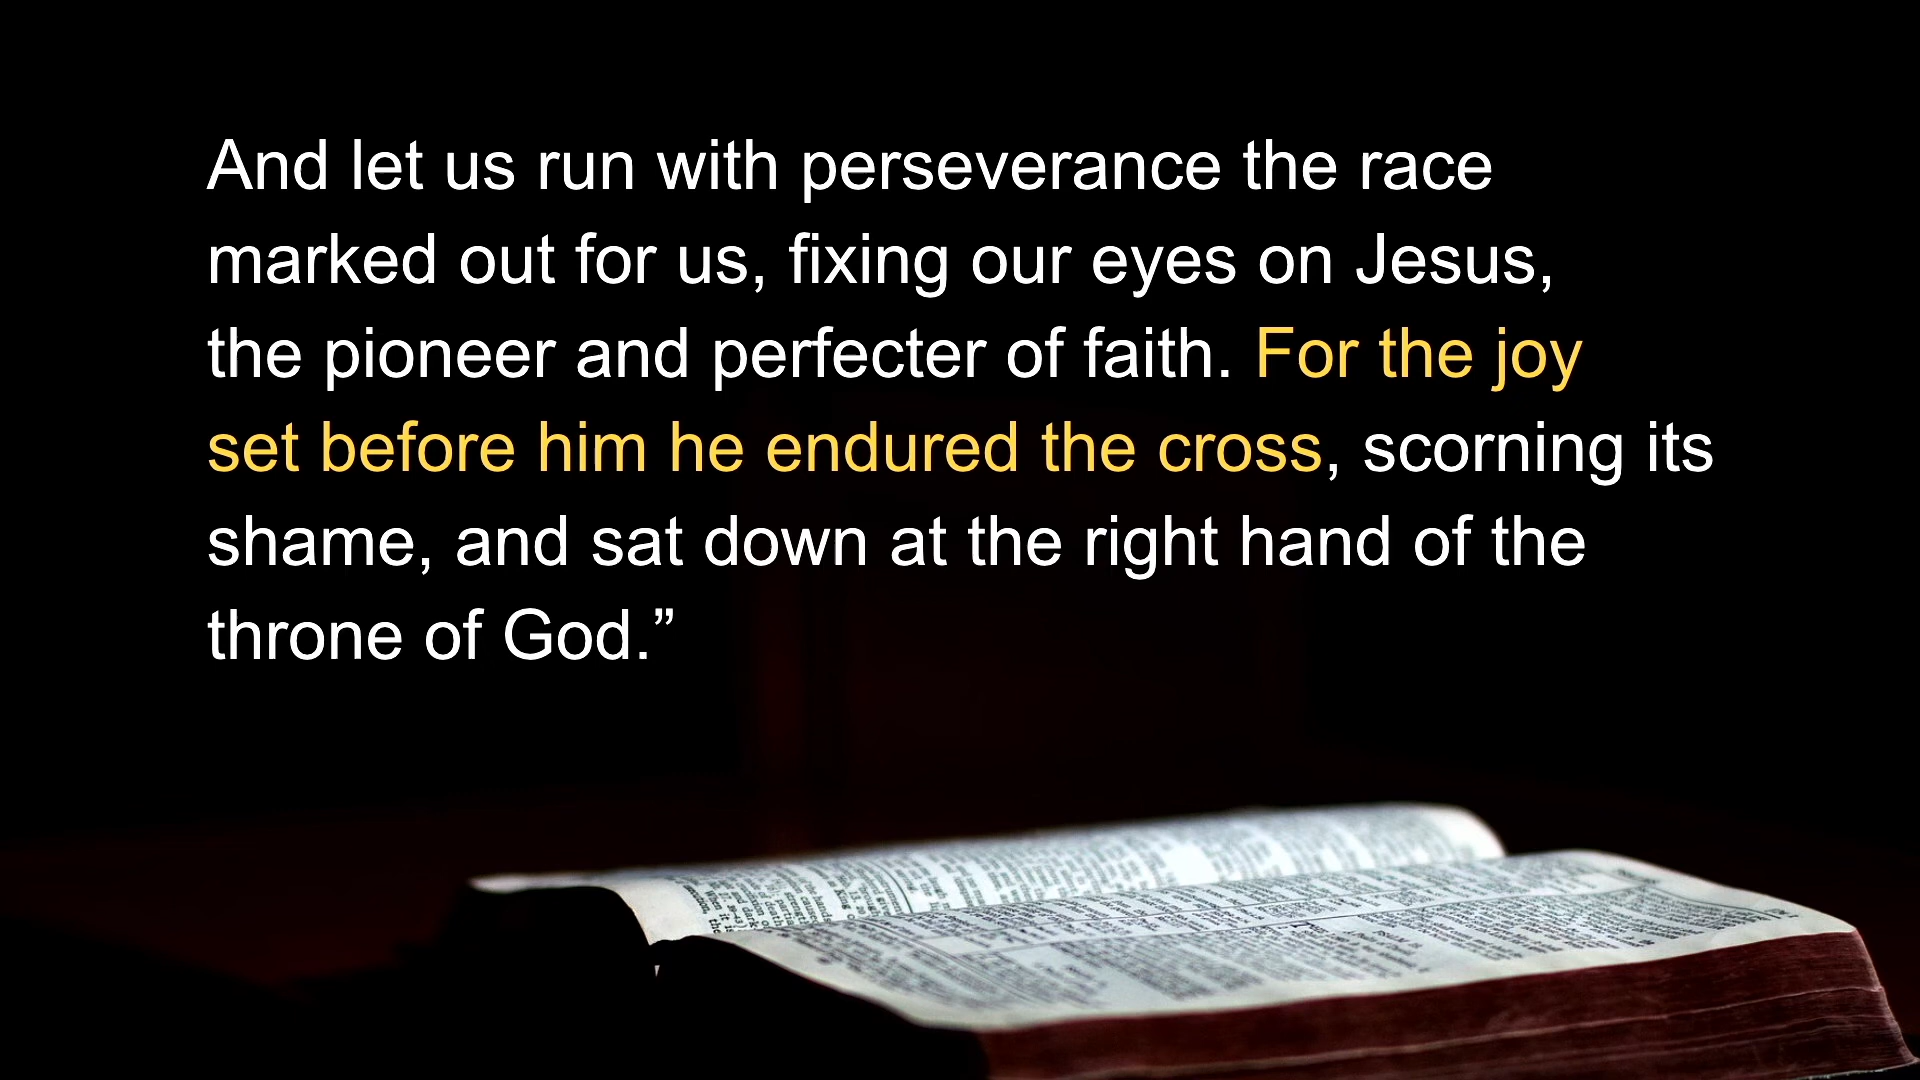 And let us run with perseverance the race
marked out for us, fixing our eyes on Jesus,
the pioneer and perfecter of faith. For the joy
set before him he endured the cross, scorning its
shame, and sat down at the right hand of the
throne of God.”